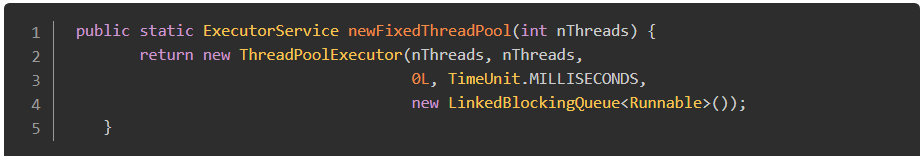 1 public static ExecutorService newFixedThreadPool(int nThreads) {
2 return new ThreadPoolExecutor(nThreads, nThreads,
3 0L, TimeUnit.MILLISECONDS,
4 new LinkedBlockingQueue<Runnable>());
5 }